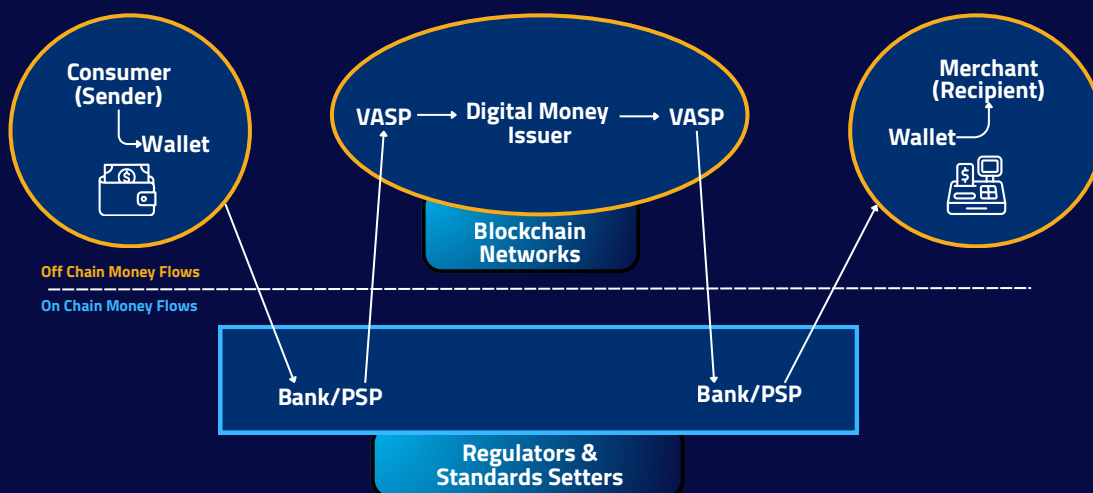 Consumer
(Sender)
Wallet
VASP
Digital Money
Issuer
VASP
Merchant
(Recipient)
Wallet
Blockchain
Networks
Off Chain Money Flows
On Chain Money Flows
Bank/PSP
Bank/PSP
Regulators &
Standards Setters